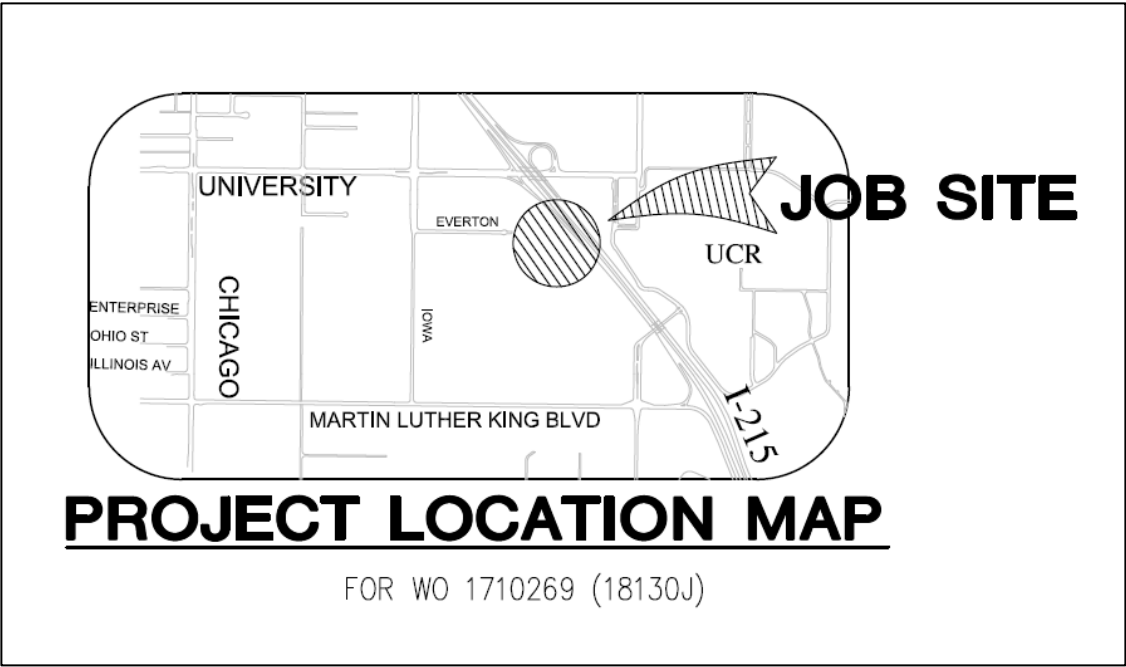 UNIVERSITY
JOB SITE
EVERTON
UCR
CHICAGO
ENTERPRISE
IOWA
OHIO ST
ILLINOIS AV
I-215
MARTIN LUTHER KING BLVD
PROJECT LOCATION MAP
FOR WO 1710269 (18130J)